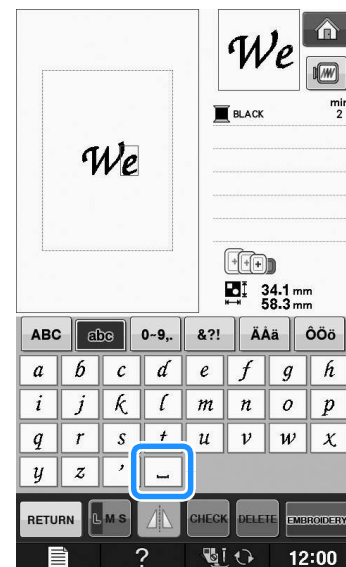 We
We
BLACK
min
2
34.1 mm
58.3 mm
ABC abc 0~9,. &?! ÄÅä ÔÖö
a b c d e f g h
i j k l m n o p
q r s t u v w x
y z ’ ⎵
RETURN L M S CHECK DELETE EMBROIDERY
? 12:00